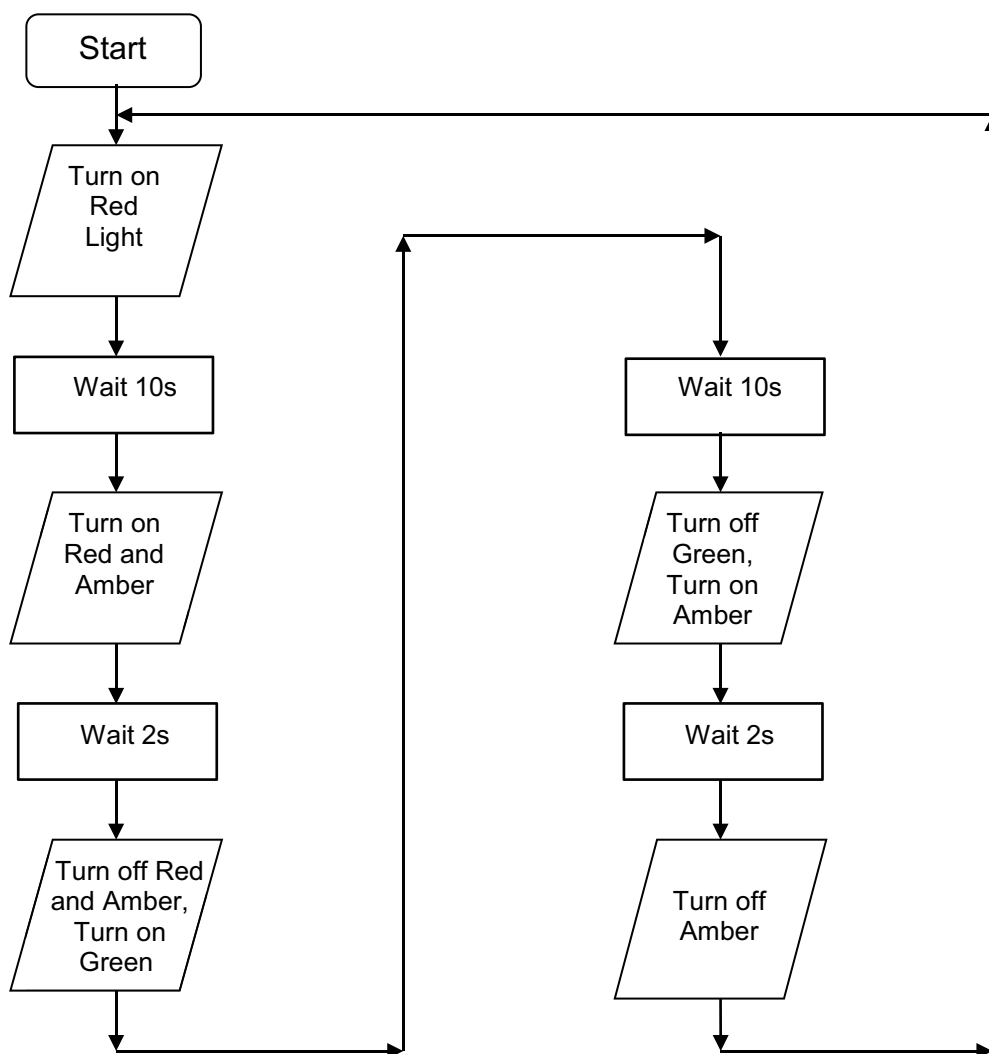 Start
Turn on
Red
Light
Wait 10s
Turn on
Red and
Amber
Wait 2s
Turn off Red
and Amber,
Turn on
Green
Wait 10s
Turn off
Green,
Turn on
Amber
Wait 2s
Turn off
Amber